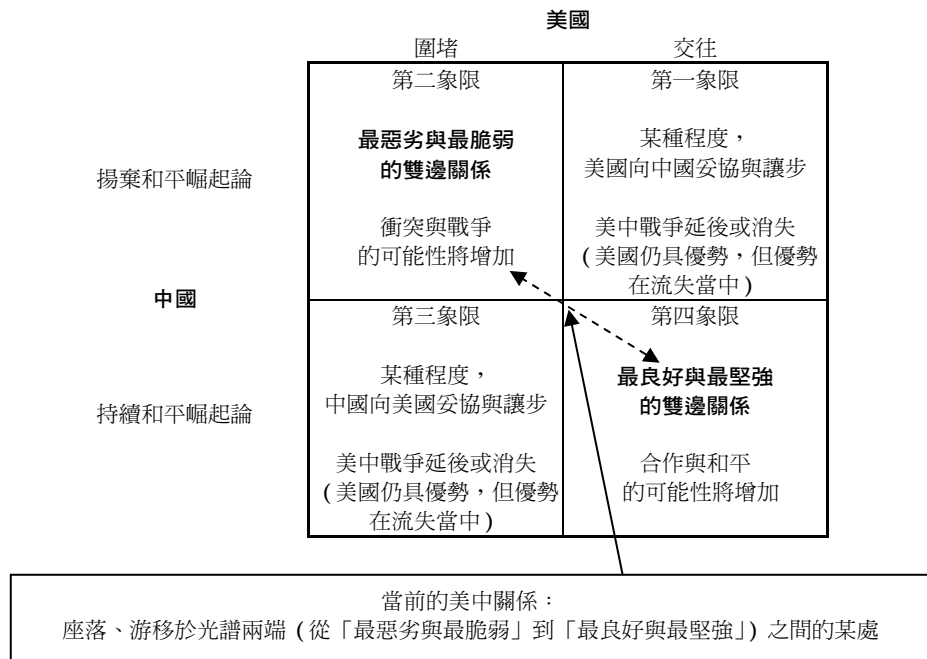 美國
圍堵
交往
第二象限
最惡劣與最脆弱
的雙邊關係
衝突與戰爭
的可能性將增加
第一象限
某種程度，
美國向中國妥協與讓步
美中戰爭延後或消失
(美國仍具優勢，但優勢
在流失當中)
揚棄和平崛起論
中國
持續和平崛起論
第三象限
某種程度，
中國向美國妥協與讓步
美中戰爭延後或消失
(美國仍具優勢，但優勢
在流失當中)
第四象限
最良好與最堅強
的雙邊關係
合作與和平
的可能性將增加
當前的美中關係：
座落、游移於光譜兩端 (從「最惡劣與最脆弱」到「最良好與最堅強」) 之間的某處